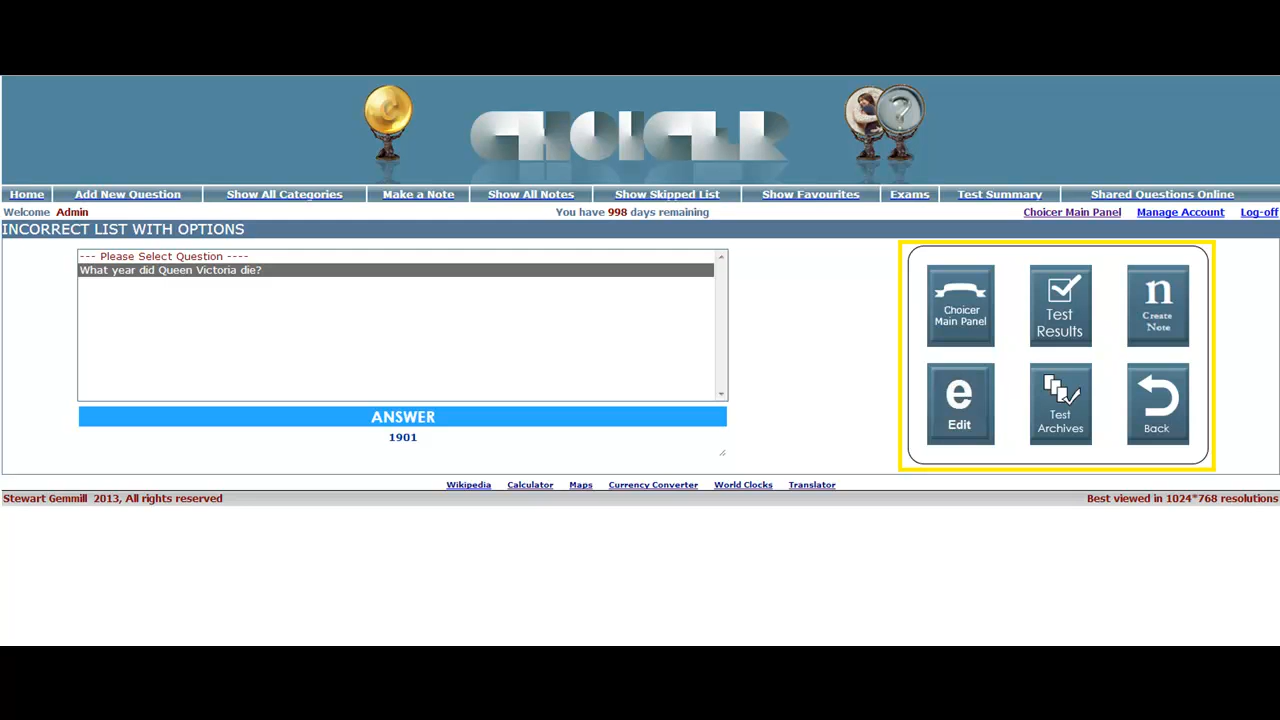 CHOICER
Home Add New Question Show All Categories Make a Note Show All Notes Show Skipped List Show Favourites Exams Test Summary Shared Questions Online
Welcome Admin You have 998 days remaining Choicer Main Panel Manage Account Log-off
INCORRECT LIST WITH OPTIONS
--- Please Select Question ----
What year did Queen Victoria die?
ANSWER
1901
Choicer
Main Panel
Test
Results
n
Create
Note
e
Edit
Test
Archives
Back
Wikipedia Calculator Maps Currency Converter World Clocks Translator
Stewart Gemmill 2013, All rights reserved Best viewed in 1024*768 resolutions